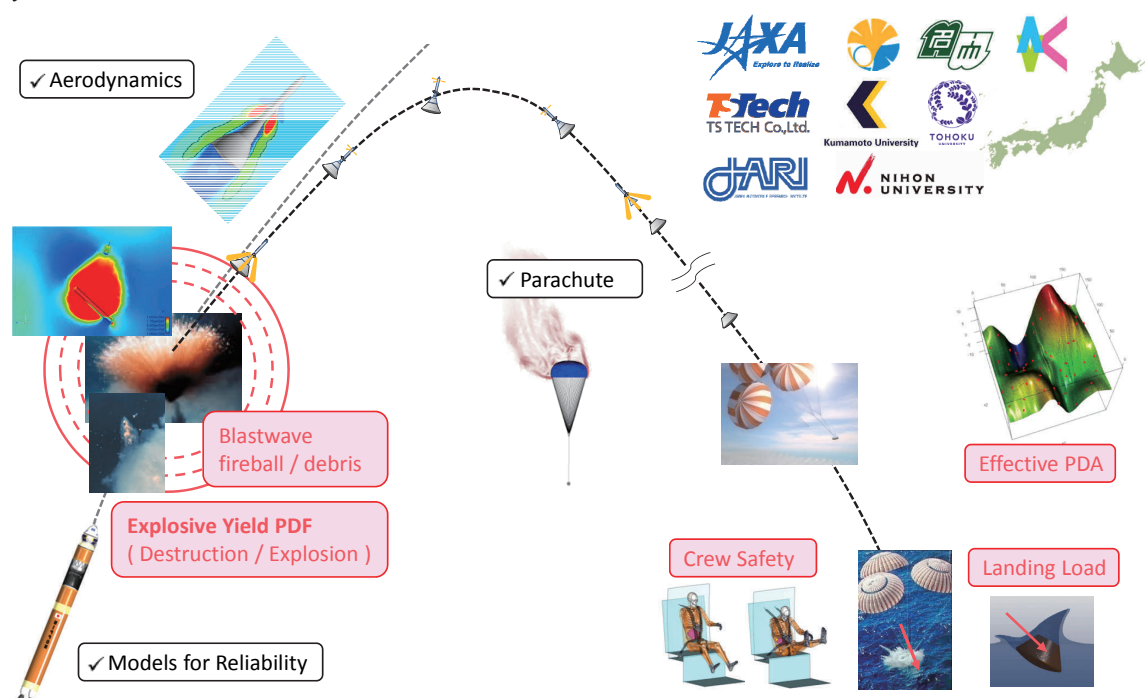 ✓ Aerodynamics
JAXA
Explore to Realize
TS Tech
TS TECH Co.,Ltd.
Kumamoto University
TOHOKU
UNIVERSITY
JARI
NIHON
UNIVERSITY
✓ Parachute
Blastwave
fireball / debris
Effective PDA
Explosive Yield PDF
( Destruction / Explosion )
Crew Safety
Landing Load
✓ Models for Reliability